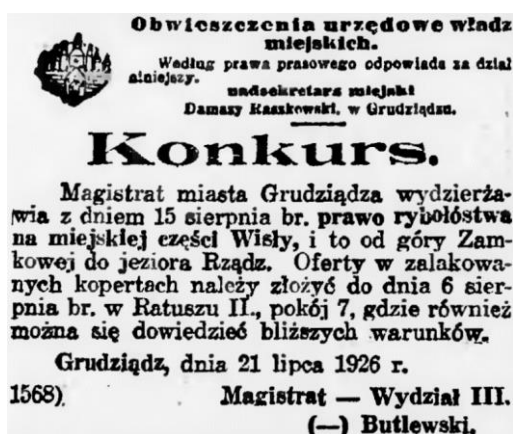 Obwieszczenia urzędowe władz
miejskich.
Według prawa prasowego odpowiada za dział
niniejszy.
nadsekretarz miejski
Damazy Raszkowski, w Grudziądzu.
Konkurs.
Magistrat miasta Grudziądza wydzierża-
wia z dniem 15 sierpnia br. prawo rybołóstwa
na miejskiej części Wisły, i to od góry Zam-
kowej do jeziora Rządz. Oferty w zalakowa-
nych kopertach należy złożyć do dnia 6 sier-
pnia br. w Ratuszu II., pokój 7, gdzie również
można się dowiedzieć bliższych warunków.
Grudziądz, dnia 21 lipca 1926 r.
1568) Magistrat — Wydział III.
(—) Butlewski.